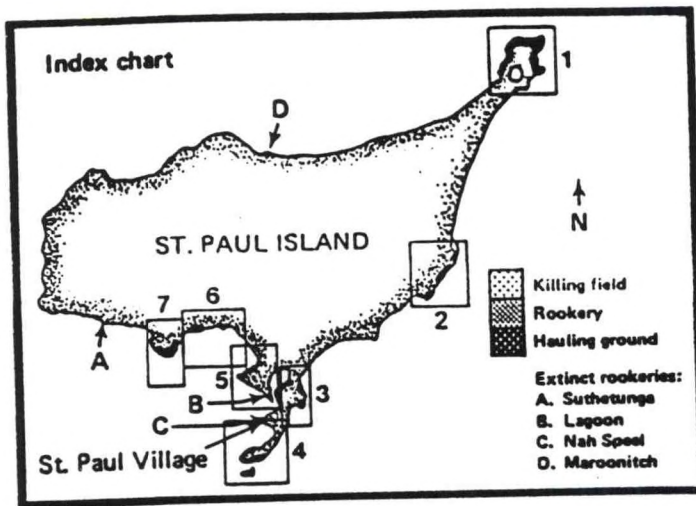 Index chart
1
D
N
ST. PAUL ISLAND
Killing field
Rookery
Hauling ground
7
6
2
A
5
B
3
C
4
St. Paul Village
Extinct rookeries:
A. Suthetunga
B. Lagoon
C. Nah Speel
D. Maroonitch